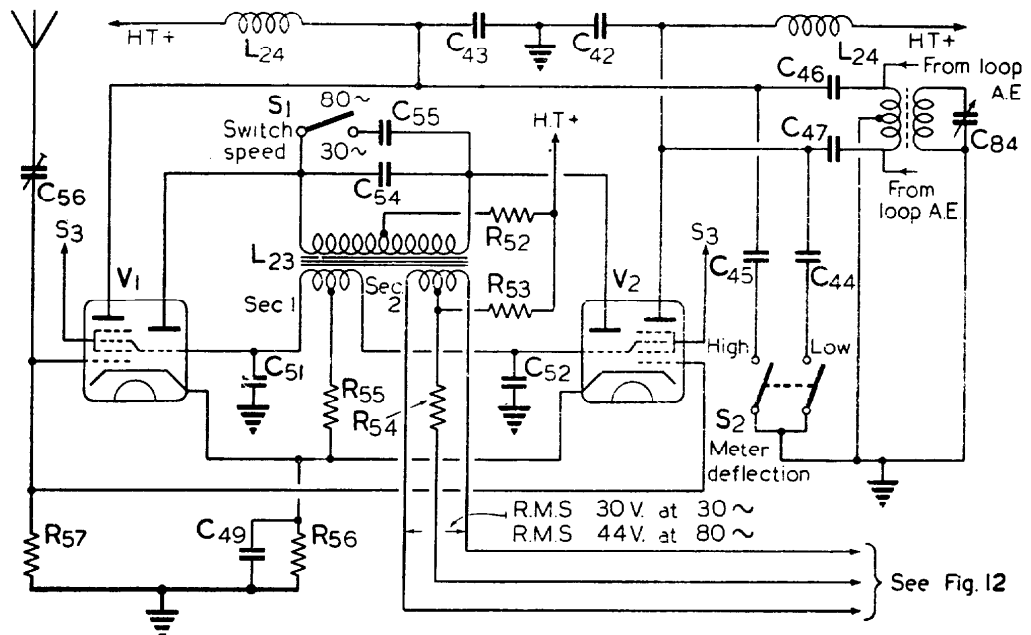 HT+
L24
C43
C42
L24
HT+
C46
From loop
A.E
C84
C47
From
loop A.E
S1
80~
Switch
speed
30~
C55
C54
H.T+
C56
S3
R52
L23
R53
S3
C45
C44
V1
Sec 1
Sec
2
V2
High
Low
C51
R55
R54
C52
S2
Meter
deflection
R.M.S 30V. at 30~
R.M.S 44V. at 80~
R57
C49
R56
See Fig. 12